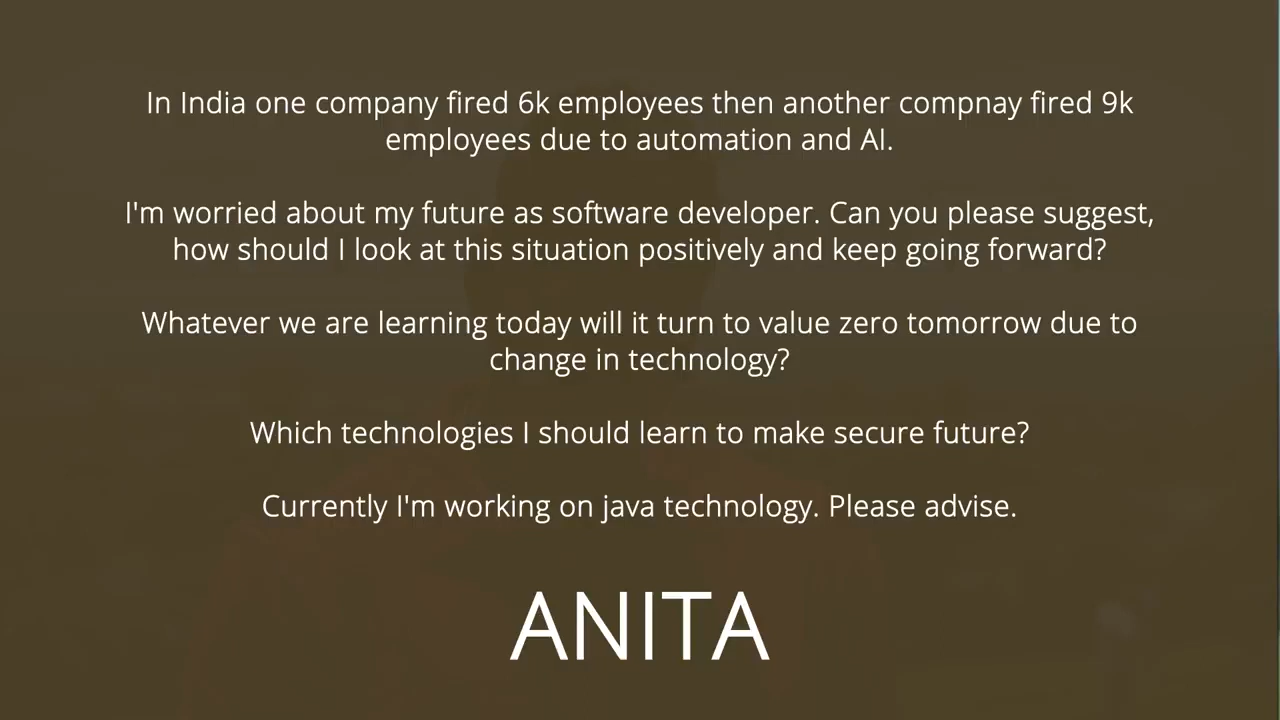 In India one company fired 6k employees then another compnay fired 9k
employees due to automation and AI.
I'm worried about my future as software developer. Can you please suggest,
how should I look at this situation positively and keep going forward?
Whatever we are learning today will it turn to value zero tomorrow due to
change in technology?
Which technologies I should learn to make secure future?
Currently I'm working on java technology. Please advise.
ANITA